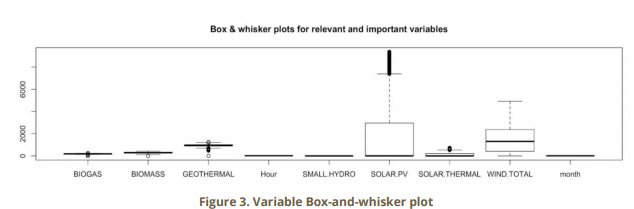 Box & whisker plots for relevant and important variables
6000
2000
0
BIOGAS BIOMASS GEOTHERMAL Hour SMALL.HYDRO SOLAR.PV SOLAR.THERMAL WIND.TOTAL month
Figure 3. Variable Box-and-whisker plot